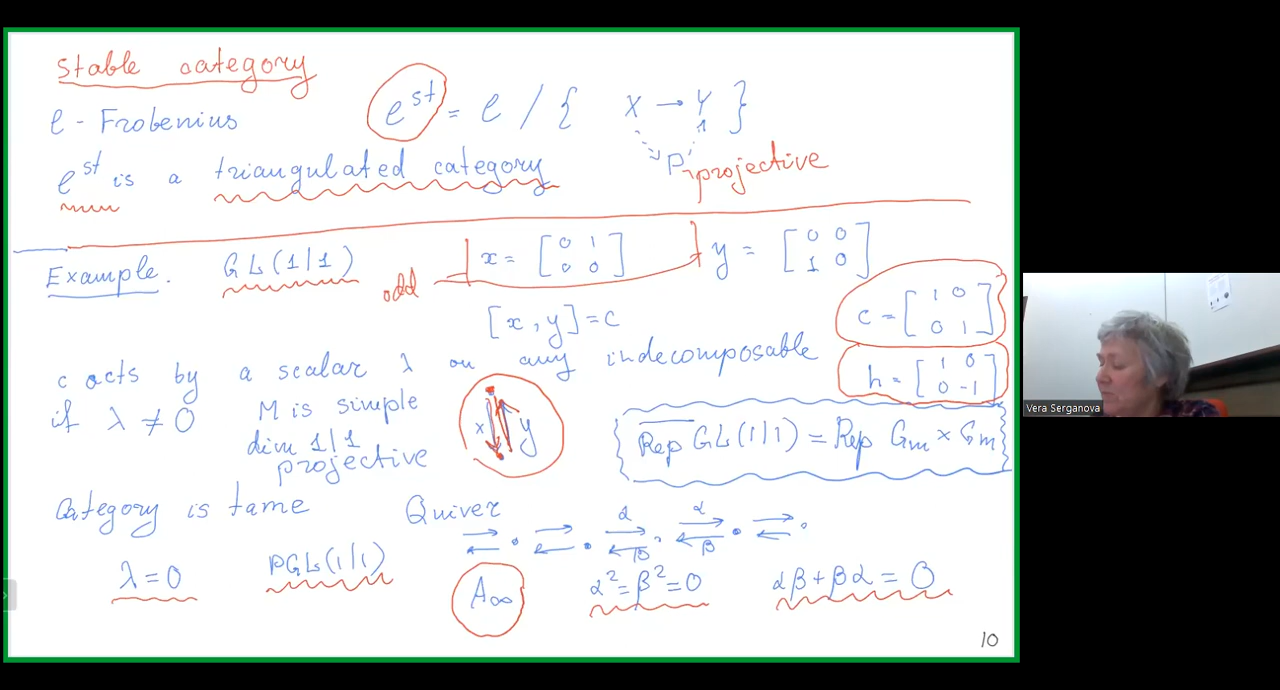 stable category
C - Frobenius
C^st = C / { X → Y }
P projective
C^st is a triangulated category
Example. GL(1|1) odd x = [0 1 0 0] y = [0 0 1 0]
[x, y] = c
c = [1 0 0 1]
h = [1 0 0 -1]
c acts by a scalar λ on any indecomposable
if λ ≠ 0 M is simple
dim 1|1
projective
x y
Rep GL(1|1) = Rep Gm × Gm
Category is tame Quiver
α α
β β
λ = 0 PGL(1|1) A∞ α² = β² = 0 αβ + βα = 0
10
Vera Serganova